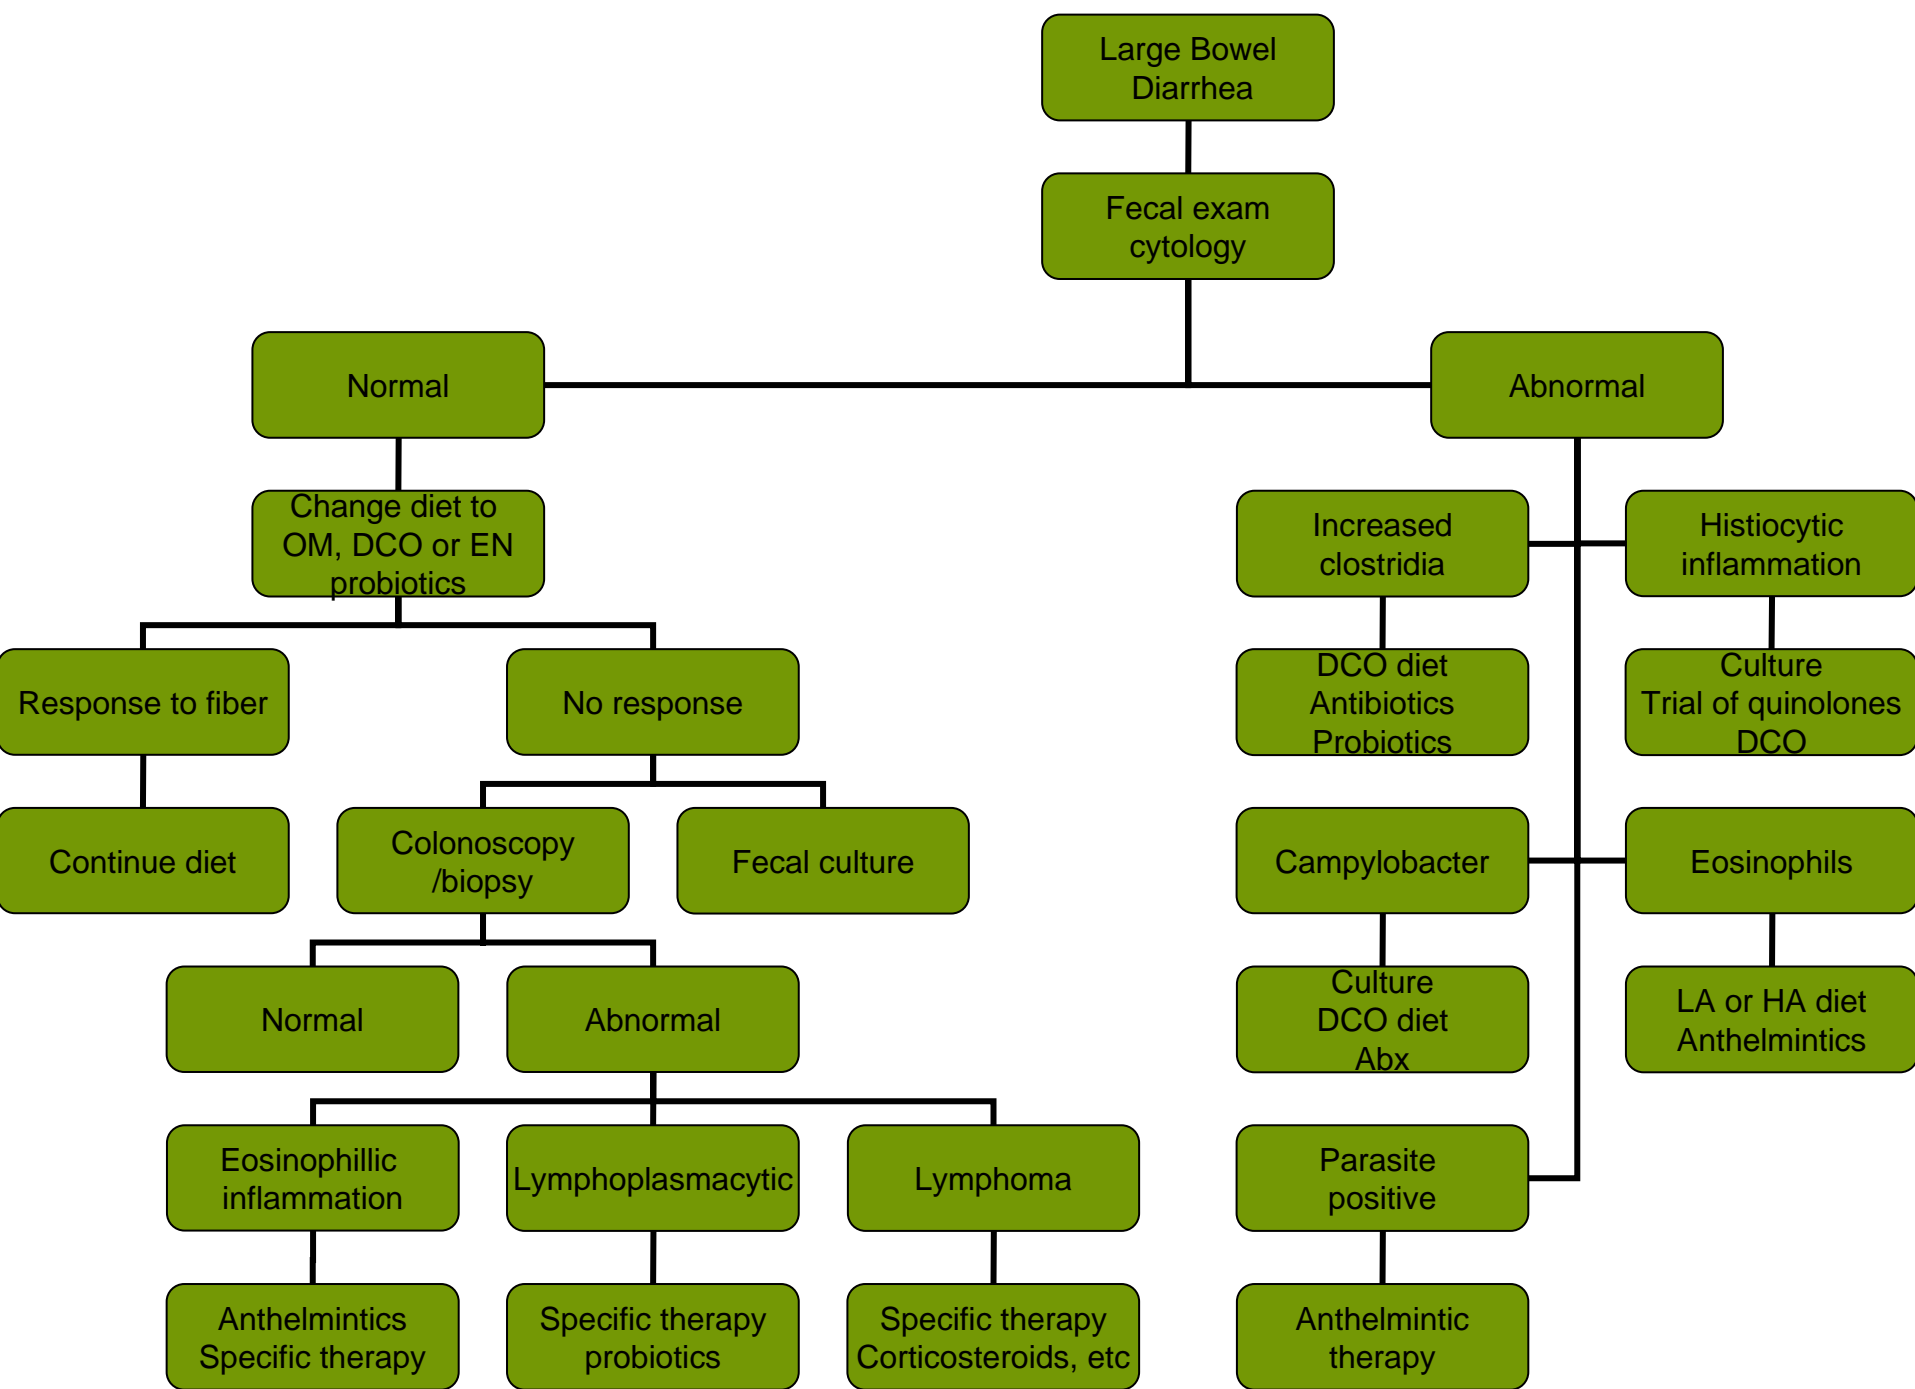 Large Bowel
Diarrhea
Fecal exam
cytology
Normal
Abnormal
Change diet to
OM, DCO or EN
probiotics
Increased
clostridia
Histiocytic
inflammation
Response to fiber
No response
DCO diet
Antibiotics
Probiotics
Culture
Trial of quinolones
DCO
Continue diet
Colonoscopy
/biopsy
Fecal culture
Campylobacter
Eosinophils
Normal
Abnormal
Culture
DCO diet
Abx
LA or HA diet
Anthelmintics
Eosinophillic
inflammation
Lymphoplasmacytic
Lymphoma
Parasite
positive
Anthelmintics
Specific therapy
Specific therapy
probiotics
Specific therapy
Corticosteroids, etc
Anthelmintic
therapy